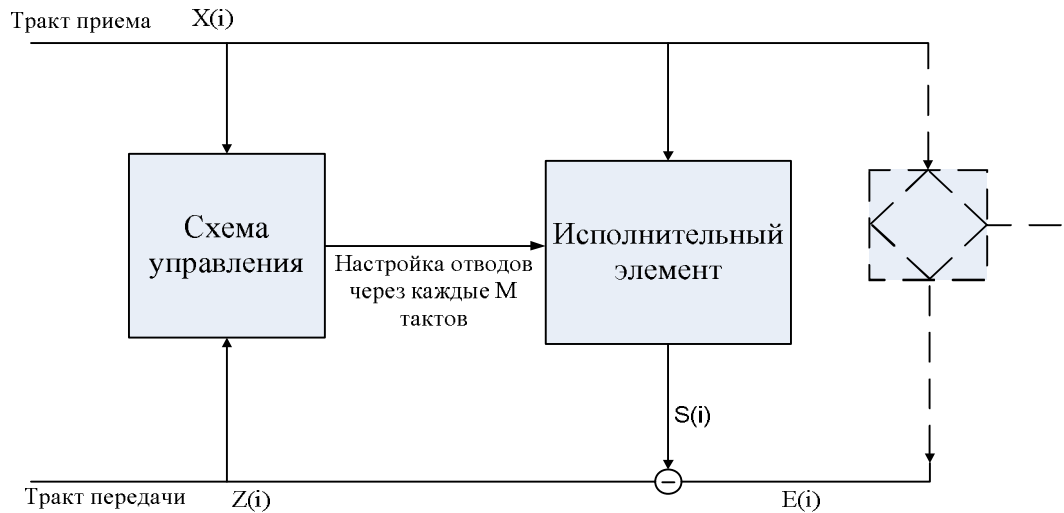 Тракт приема
X(i)
Схема
управления
Настройка отводов
через каждые М
тактов
Исполнительный
элемент
S(i)
Тракт передачи
Z(i)
E(i)